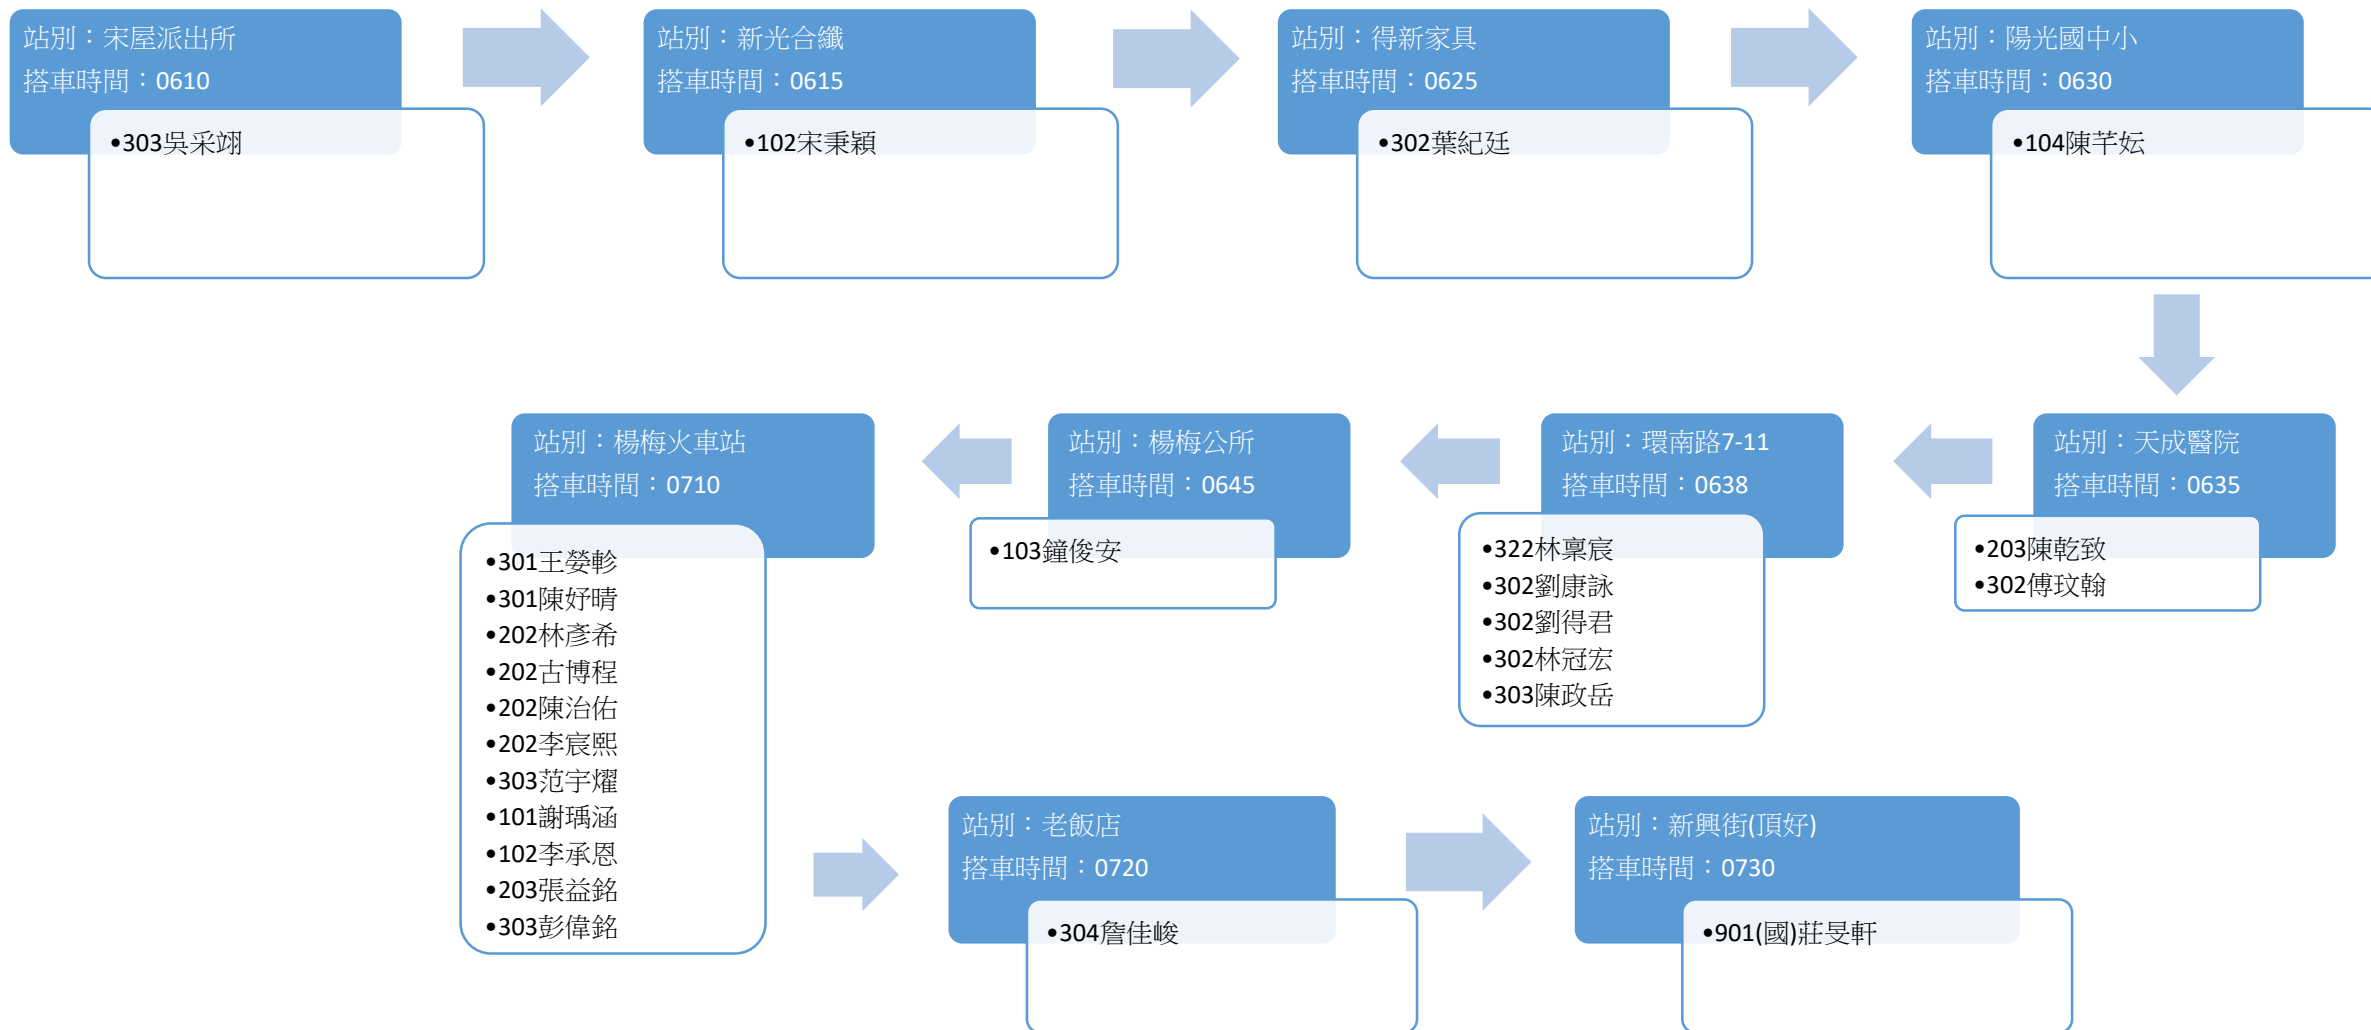 站別：宋屋派出所
搭車時間：0610
•303吳采翊
站別：新光合纖
搭車時間：0615
•102宋秉穎
站別：得新家具
搭車時間：0625
•302葉紀廷
站別：陽光國中小
搭車時間：0630
•104陳芊妘
站別：天成醫院
搭車時間：0635
•203陳乾致
•302傅玟翰
站別：環南路7-11
搭車時間：0638
•322林稟宸
•302劉康詠
•302劉得君
•302林冠宏
•303陳政岳
站別：楊梅公所
搭車時間：0645
•103鐘俊安
站別：楊梅火車站
搭車時間：0710
•301王嫈軫
•301陳妤晴
•202林彥希
•202古博程
•202陳治佑
•202李宸熙
•303范宇燿
•101謝瑀涵
•102李承恩
•203張益銘
•303彭偉銘
站別：老飯店
搭車時間：0720
•304詹佳峻
站別：新興街(頂好)
搭車時間：0730
•901(國)莊旻軒